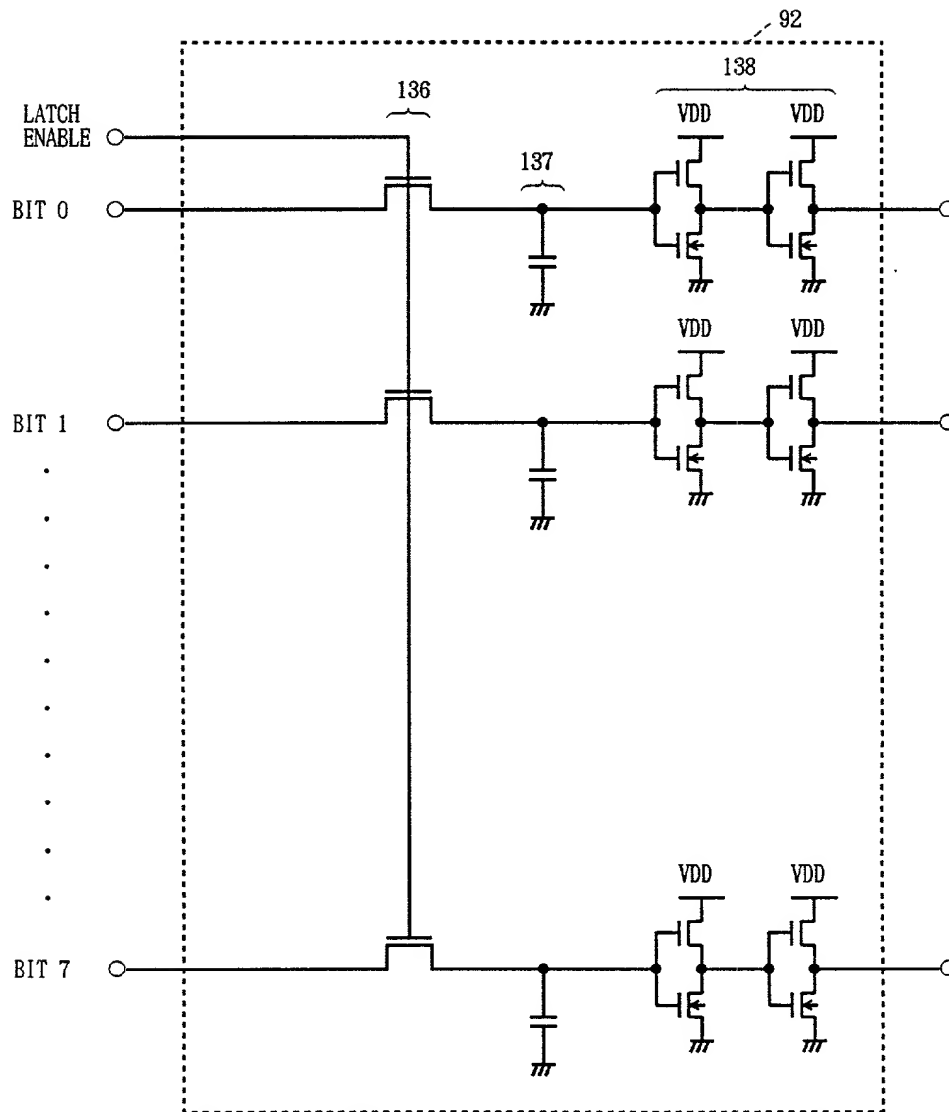 92
138
136
VDD VDD
LATCH
ENABLE
137
BIT 0
VDD VDD
BIT 1
VDD VDD
BIT 7